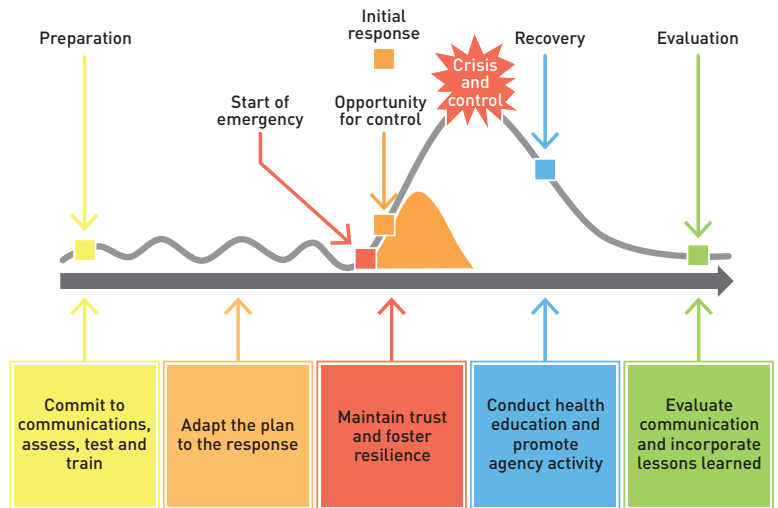 Preparation
Initial
response
Crisis
and
control
Recovery
Evaluation
Start of
emergency
Opportunity
for control
Commit to
communications,
assess, test and
train
Adapt the plan
to the response
Maintain trust
and foster
resilience
Conduct health
education and
promote
agency activity
Evaluate
communication
and incorporate
lessons learned